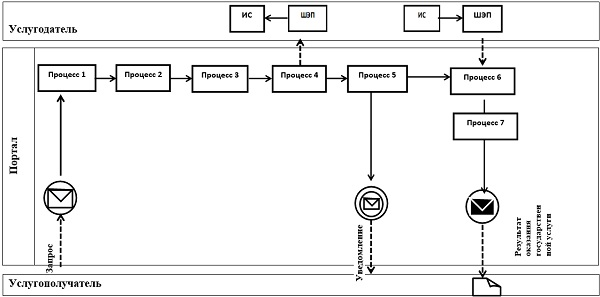 ИС
ШЭП
ИС
ШЭП
Услугодатель
Процесс 1
Процесс 2
Процесс 3
Процесс 4
Процесс 5
Процесс 6
Процесс 7
Портал
Запрос
Уведомление
Результат
оказания
государствен
ной услуги
Услугополучатель